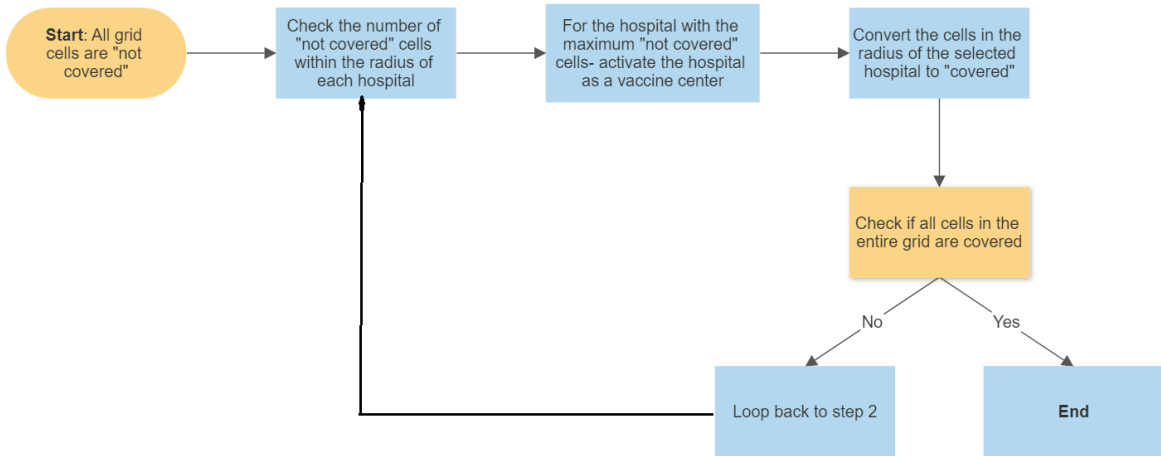 Start: All grid
cells are "not
covered"
Check the number of
"not covered" cells
within the radius of
each hospital
For the hospital with the
maximum "not covered"
cells- activate the hospital
as a vaccine center
Convert the cells in the
radius of the selected
hospital to "covered"
Check if all cells in the
entire grid are covered
No
Yes
Loop back to step 2
End